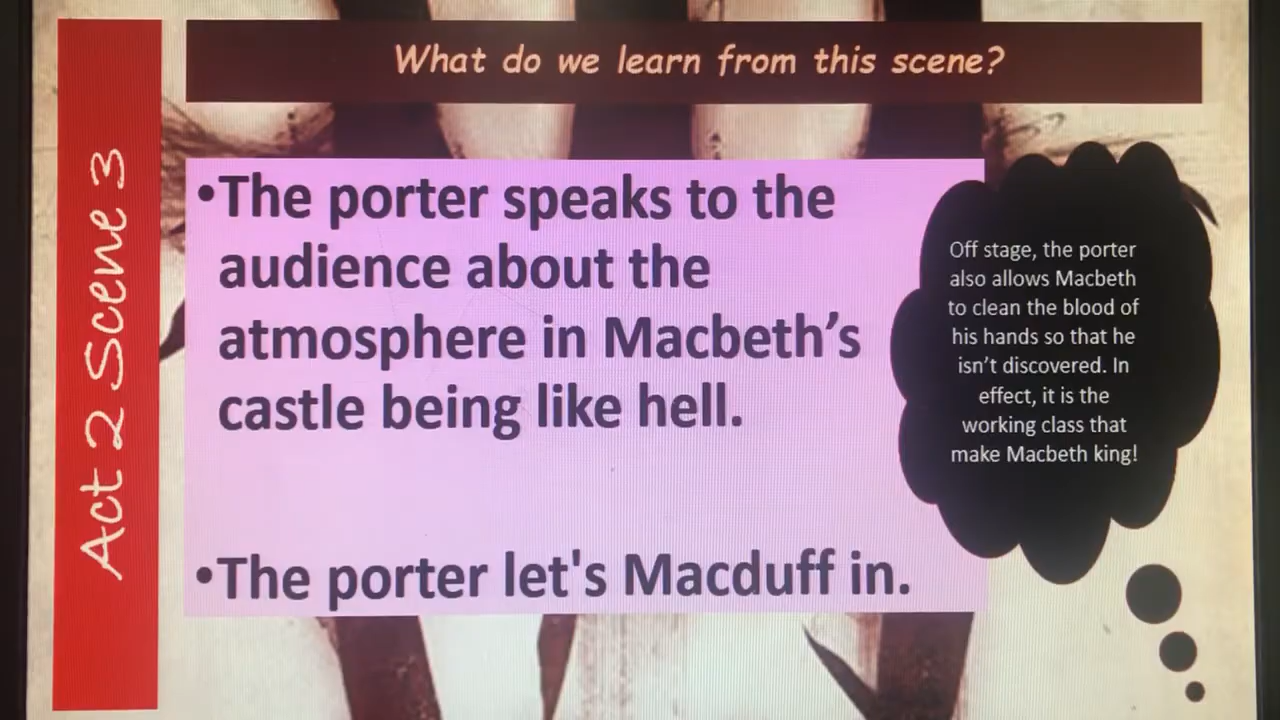 What do we learn from this scene?
Act 2 Scene 3
•The porter speaks to the
audience about the
atmosphere in Macbeth’s
castle being like hell.
•The porter let's Macduff in.
Off stage, the porter
also allows Macbeth
to clean the blood of
his hands so that he
isn’t discovered. In
effect, it is the
working class that
make Macbeth king!